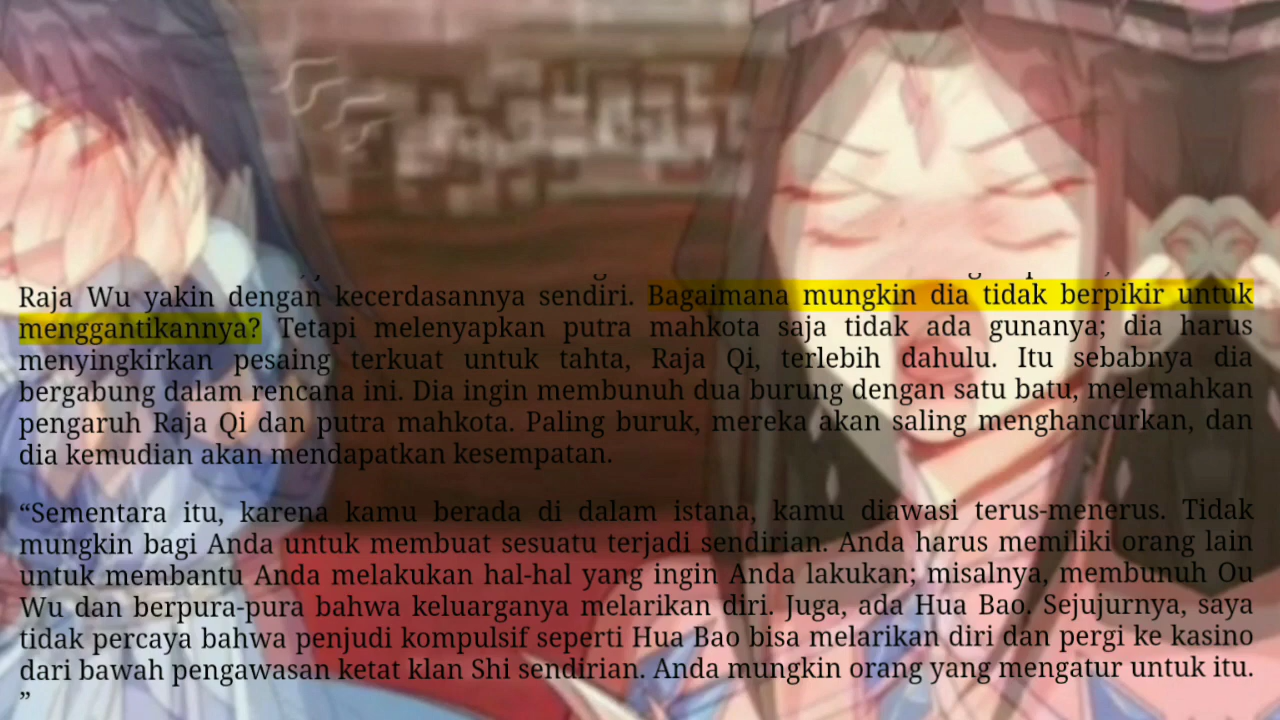 Raja Wu yakin dengan kecerdasannya sendiri. Bagaimana mungkin dia tidak berpikir untuk
menggantikannya? Tetapi melenyapkan putra mahkota saja tidak ada gunanya; dia harus
menyingkirkan pesaing terkuat untuk tahta, Raja Qi, terlebih dahulu. Itu sebabnya dia
bergabung dalam rencana ini. Dia ingin membunuh dua burung dengan satu batu, melemahkan
pengaruh Raja Qi dan putra mahkota. Paling buruk, mereka akan saling menghancurkan, dan
dia kemudian akan mendapatkan kesempatan.
“Sementara itu, karena kamu berada di dalam istana, kamu diawasi terus-menerus. Tidak
mungkin bagi Anda untuk membuat sesuatu terjadi sendirian. Anda harus memiliki orang lain
untuk membantu Anda melakukan hal-hal yang ingin Anda lakukan; misalnya, membunuh Ou
Wu dan berpura-pura bahwa keluarganya melarikan diri. Juga, ada Hua Bao. Sejujurnya, saya
tidak percaya bahwa penjudi kompulsif seperti Hua Bao bisa melarikan diri dan pergi ke kasino
dari bawah pengawasan ketat klan Shi sendirian. Anda mungkin orang yang mengatur untuk itu.
”